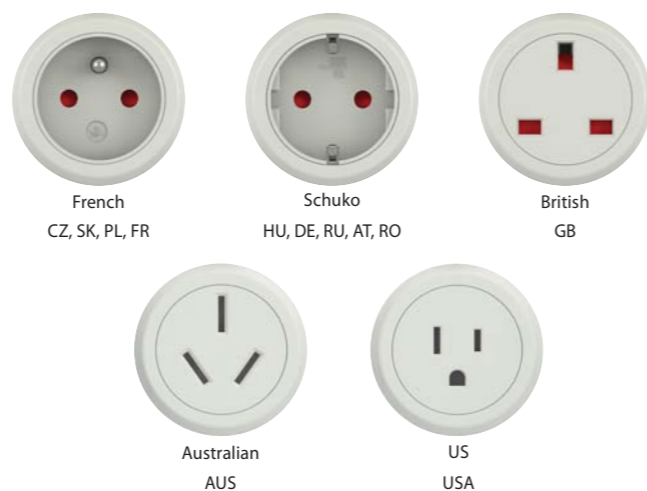 French
CZ, SK, PL, FR
Schuko
HU, DE, RU, AT, RO
British
GB
Australian
AUS
US
USA